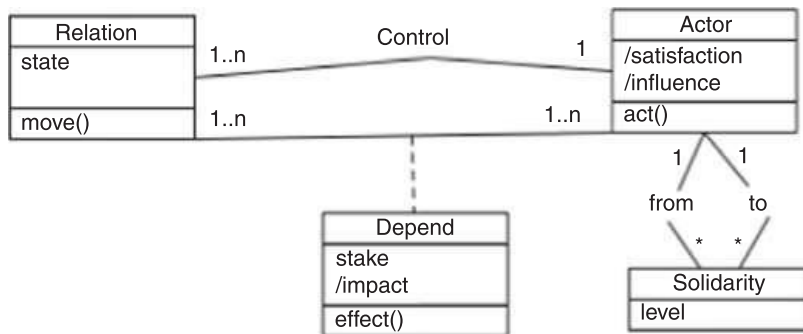 Relation
state
move()
1..n
Control
1
Actor
/satisfaction
/influence
act()
1..n
1..n
1
1
from
to
*
*
Depend
stake
/impact
effect()
Solidarity
level